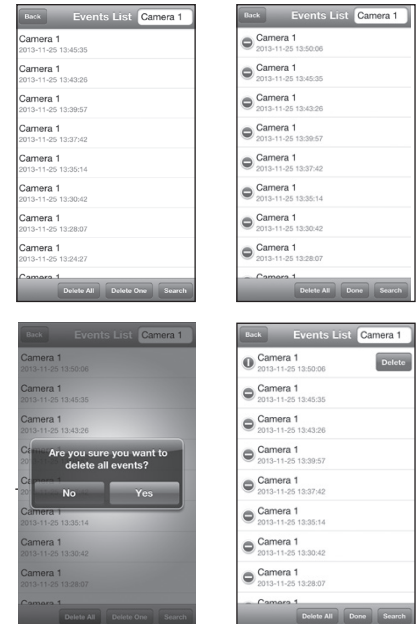 Back Events List Camera 1
Camera 1
2013-11-25 13:45:35
Camera 1
2013-11-25 13:43:26
Camera 1
2013-11-25 13:39:57
Camera 1
2013-11-25 13:37:42
Camera 1
2013-11-25 13:35:14
Camera 1
2013-11-25 13:30:42
Camera 1
2013-11-25 13:28:07
Camera 1
2013-11-25 13:24:27
Camera 1
Delete All Delete One Search
Back Events List Camera 1
Camera 1
2013-11-25 13:50:06
Camera 1
2013-11-25 13:45:35
Camera 1
2013-11-25 13:43:26
Camera 1
2013-11-25 13:39:57
Camera 1
2013-11-25 13:37:42
Camera 1
2013-11-25 13:35:14
Camera 1
2013-11-25 13:30:42
Camera 1
2013-11-25 13:28:07
Camera 1
Delete All Done Search
Back Events List Camera 1
Camera 1
2013-11-25 13:50:06
Camera 1
2013-11-25 13:45:35
Camera 1
2013-11-25 13:43:26
Are you sure you want to
delete all events?
No Yes
Camera 1
2013-11-25 13:35:14
Camera 1
2013-11-25 13:30:42
Camera 1
2013-11-25 13:28:07
Camera 1
Delete All Delete One Search
Back Events List Camera 1
Camera 1
2013-11-25 13:50:06
Delete
Camera 1
2013-11-25 13:45:35
Camera 1
2013-11-25 13:43:26
Camera 1
2013-11-25 13:39:57
Camera 1
2013-11-25 13:37:42
Camera 1
2013-11-25 13:35:14
Camera 1
2013-11-25 13:30:42
Camera 1
2013-11-25 13:28:07
Camera 1
Delete All Done Search